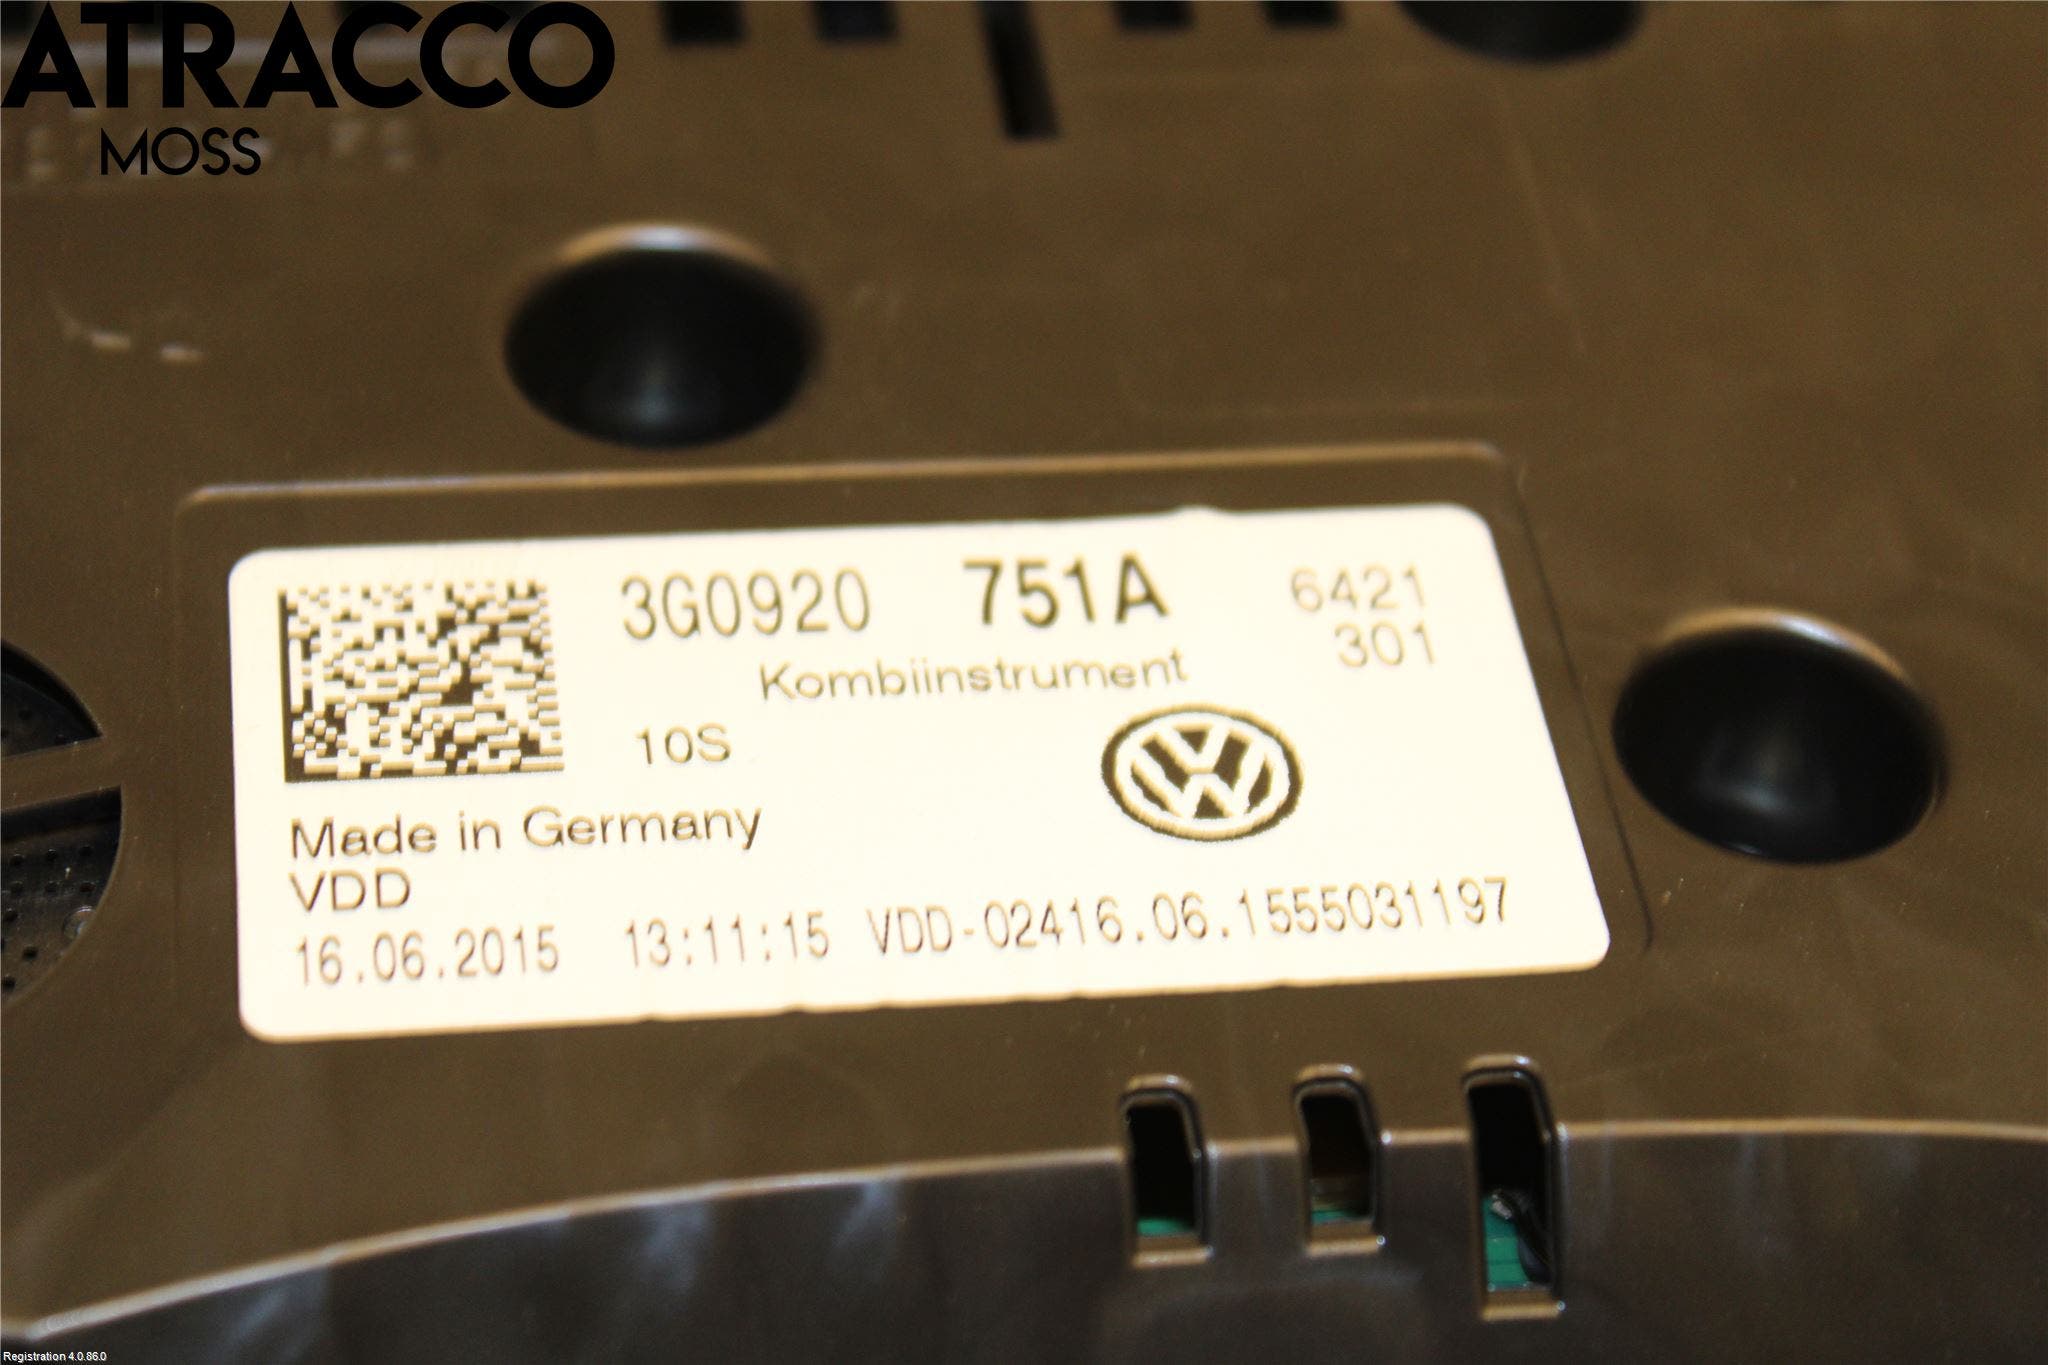 ATRACCO
MOSS
3G0920 751A 6421
301
Kombiinstrument
10S
Made in Germany
VDD
16.06.2015 13:11:15 VDD-02416.06.1555031197
Registration 4.0.86.0